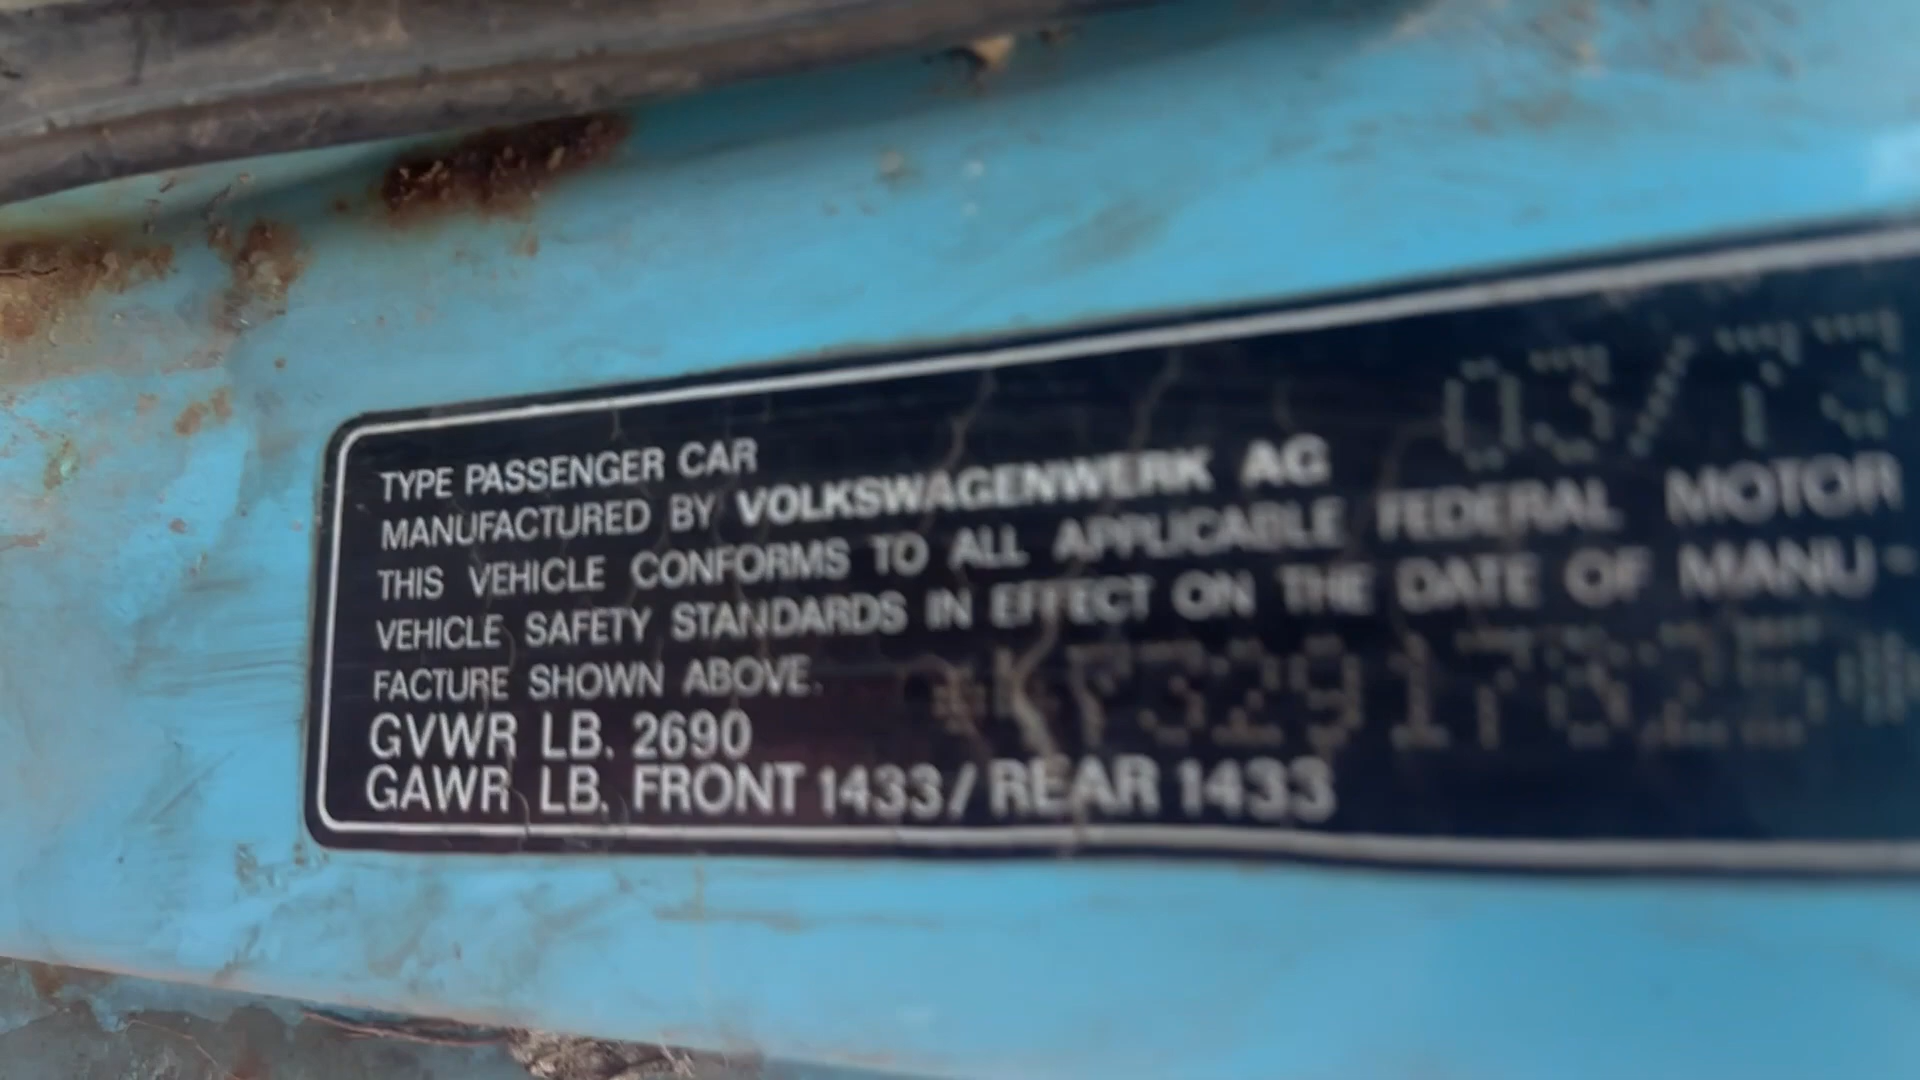 03/73
TYPE PASSENGER CAR
MANUFACTURED BY VOLKSWAGENWERK AG
THIS VEHICLE CONFORMS TO ALL APPLICABLE FEDERAL MOTOR
VEHICLE SAFETY STANDARDS IN EFFECT ON THE DATE OF MANU-
FACTURE SHOWN ABOVE.
GVWR LB. 2690
GAWR LB. FRONT 1433/REAR 1433